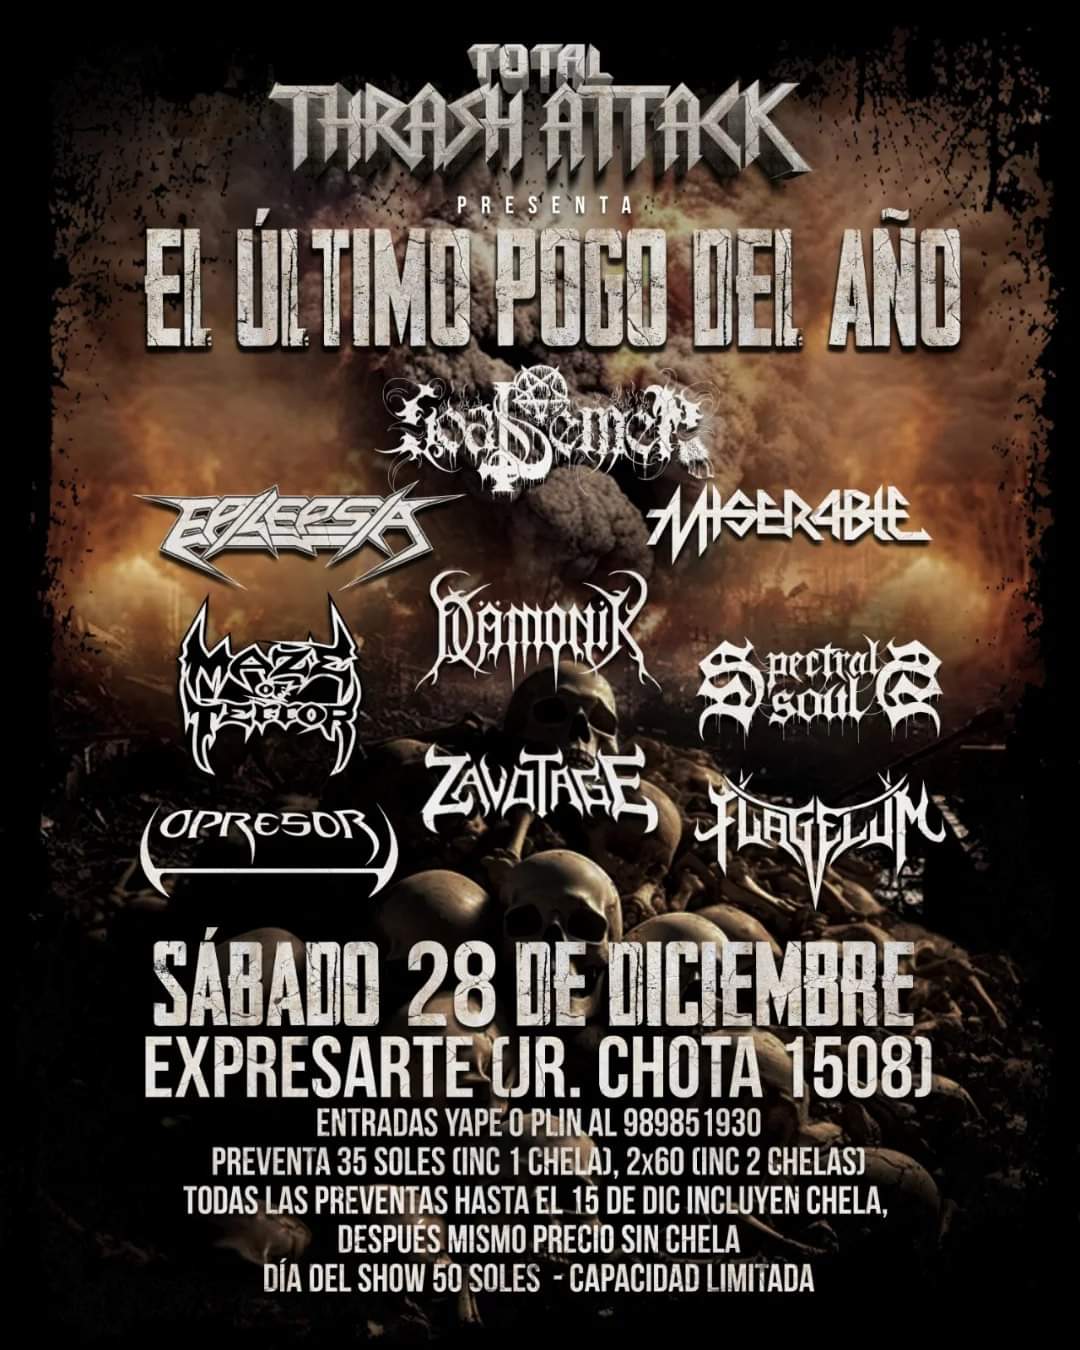 TOTAL
THRASH ATTACK
PRESENTA
EL ÚLTIMO POGO DEL AÑO
Goat Semen
EPILEPSIA
MISERABLE
DÄMONIK
MAZE
OF
TERROR
Spectral
Souls
ZAVOTAGE
OPRESOR
FLAGELUM
SÁBADO 28 DE DICIEMBRE
EXPRESARTE (JR. CHOTA 1508)
ENTRADAS YAPE O PLIN AL 989851930
PREVENTA 35 SOLES (INC 1 CHELA), 2x60 (INC 2 CHELAS)
TODAS LAS PREVENTAS HASTA EL 15 DE DIC INCLUYEN CHELA,
DESPUÉS MISMO PRECIO SIN CHELA
DÍA DEL SHOW 50 SOLES - CAPACIDAD LIMITADA